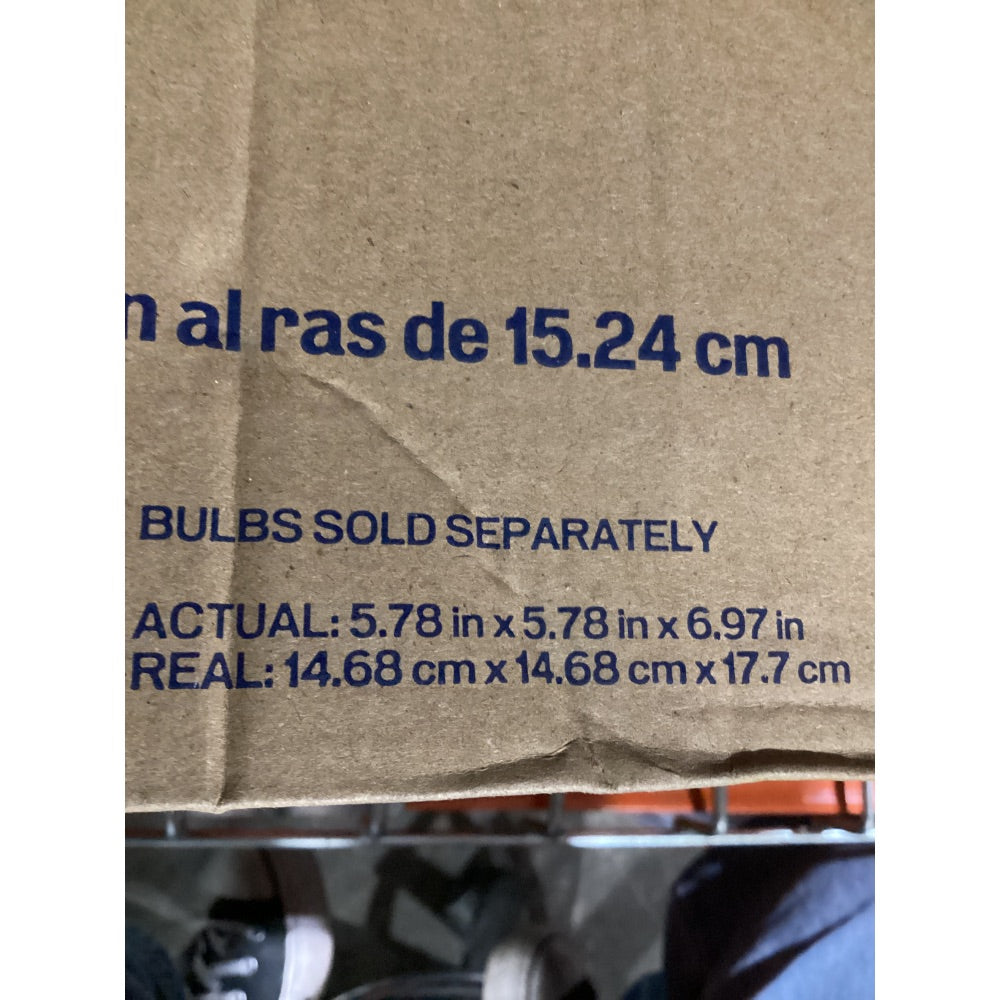 al ras de 15.24 cm
BULBS SOLD SEPARATELY
ACTUAL: 5.78 in x 5.78 in x 6.97 in
REAL: 14.68 cm x 14.68 cm x 17.7 cm